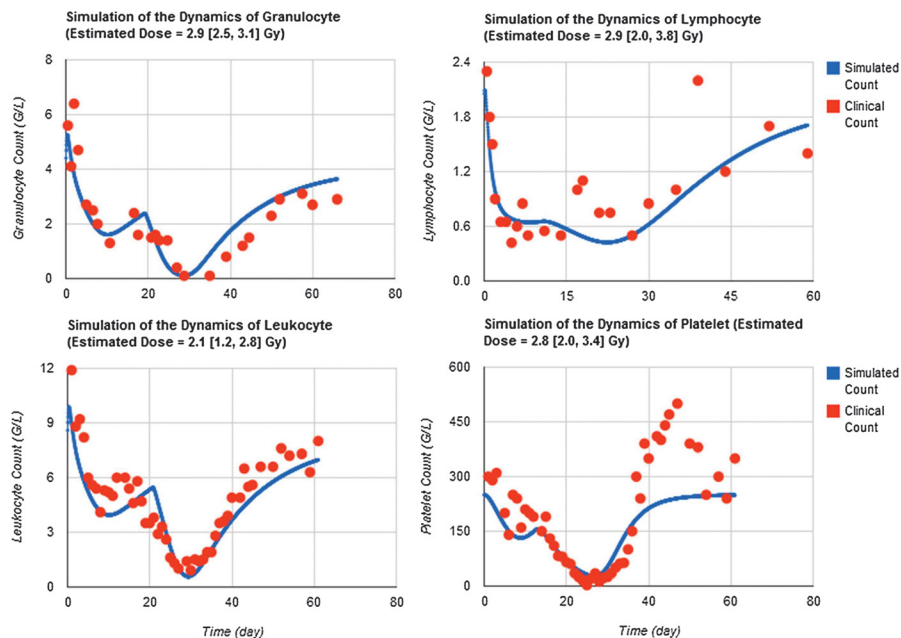 Simulation of the Dynamics of Granulocyte
(Estimated Dose = 2.9 [2.5, 3.1] Gy)
Granulocyte Count (G/L)
8
6
4
2
0
0 20 40 60 80
Simulation of the Dynamics of Lymphocyte
(Estimated Dose = 2.9 [2.0, 3.8] Gy)
Lymphocyte Count (G/L)
2.4
1.8
1.2
0.6
0.0
0 15 30 45 60
Simulated
Count
Clinical
Count
Simulation of the Dynamics of Leukocyte
(Estimated Dose = 2.1 [1.2, 2.8] Gy)
Leukocyte Count (G/L)
12
9
6
3
0
0 20 40 60 80
Time (day)
Simulation of the Dynamics of Platelet (Estimated
Dose = 2.8 [2.0, 3.4] Gy)
Platelet Count (G/L)
600
450
300
150
0
0 20 40 60 80
Time (day)
Simulated
Count
Clinical
Count